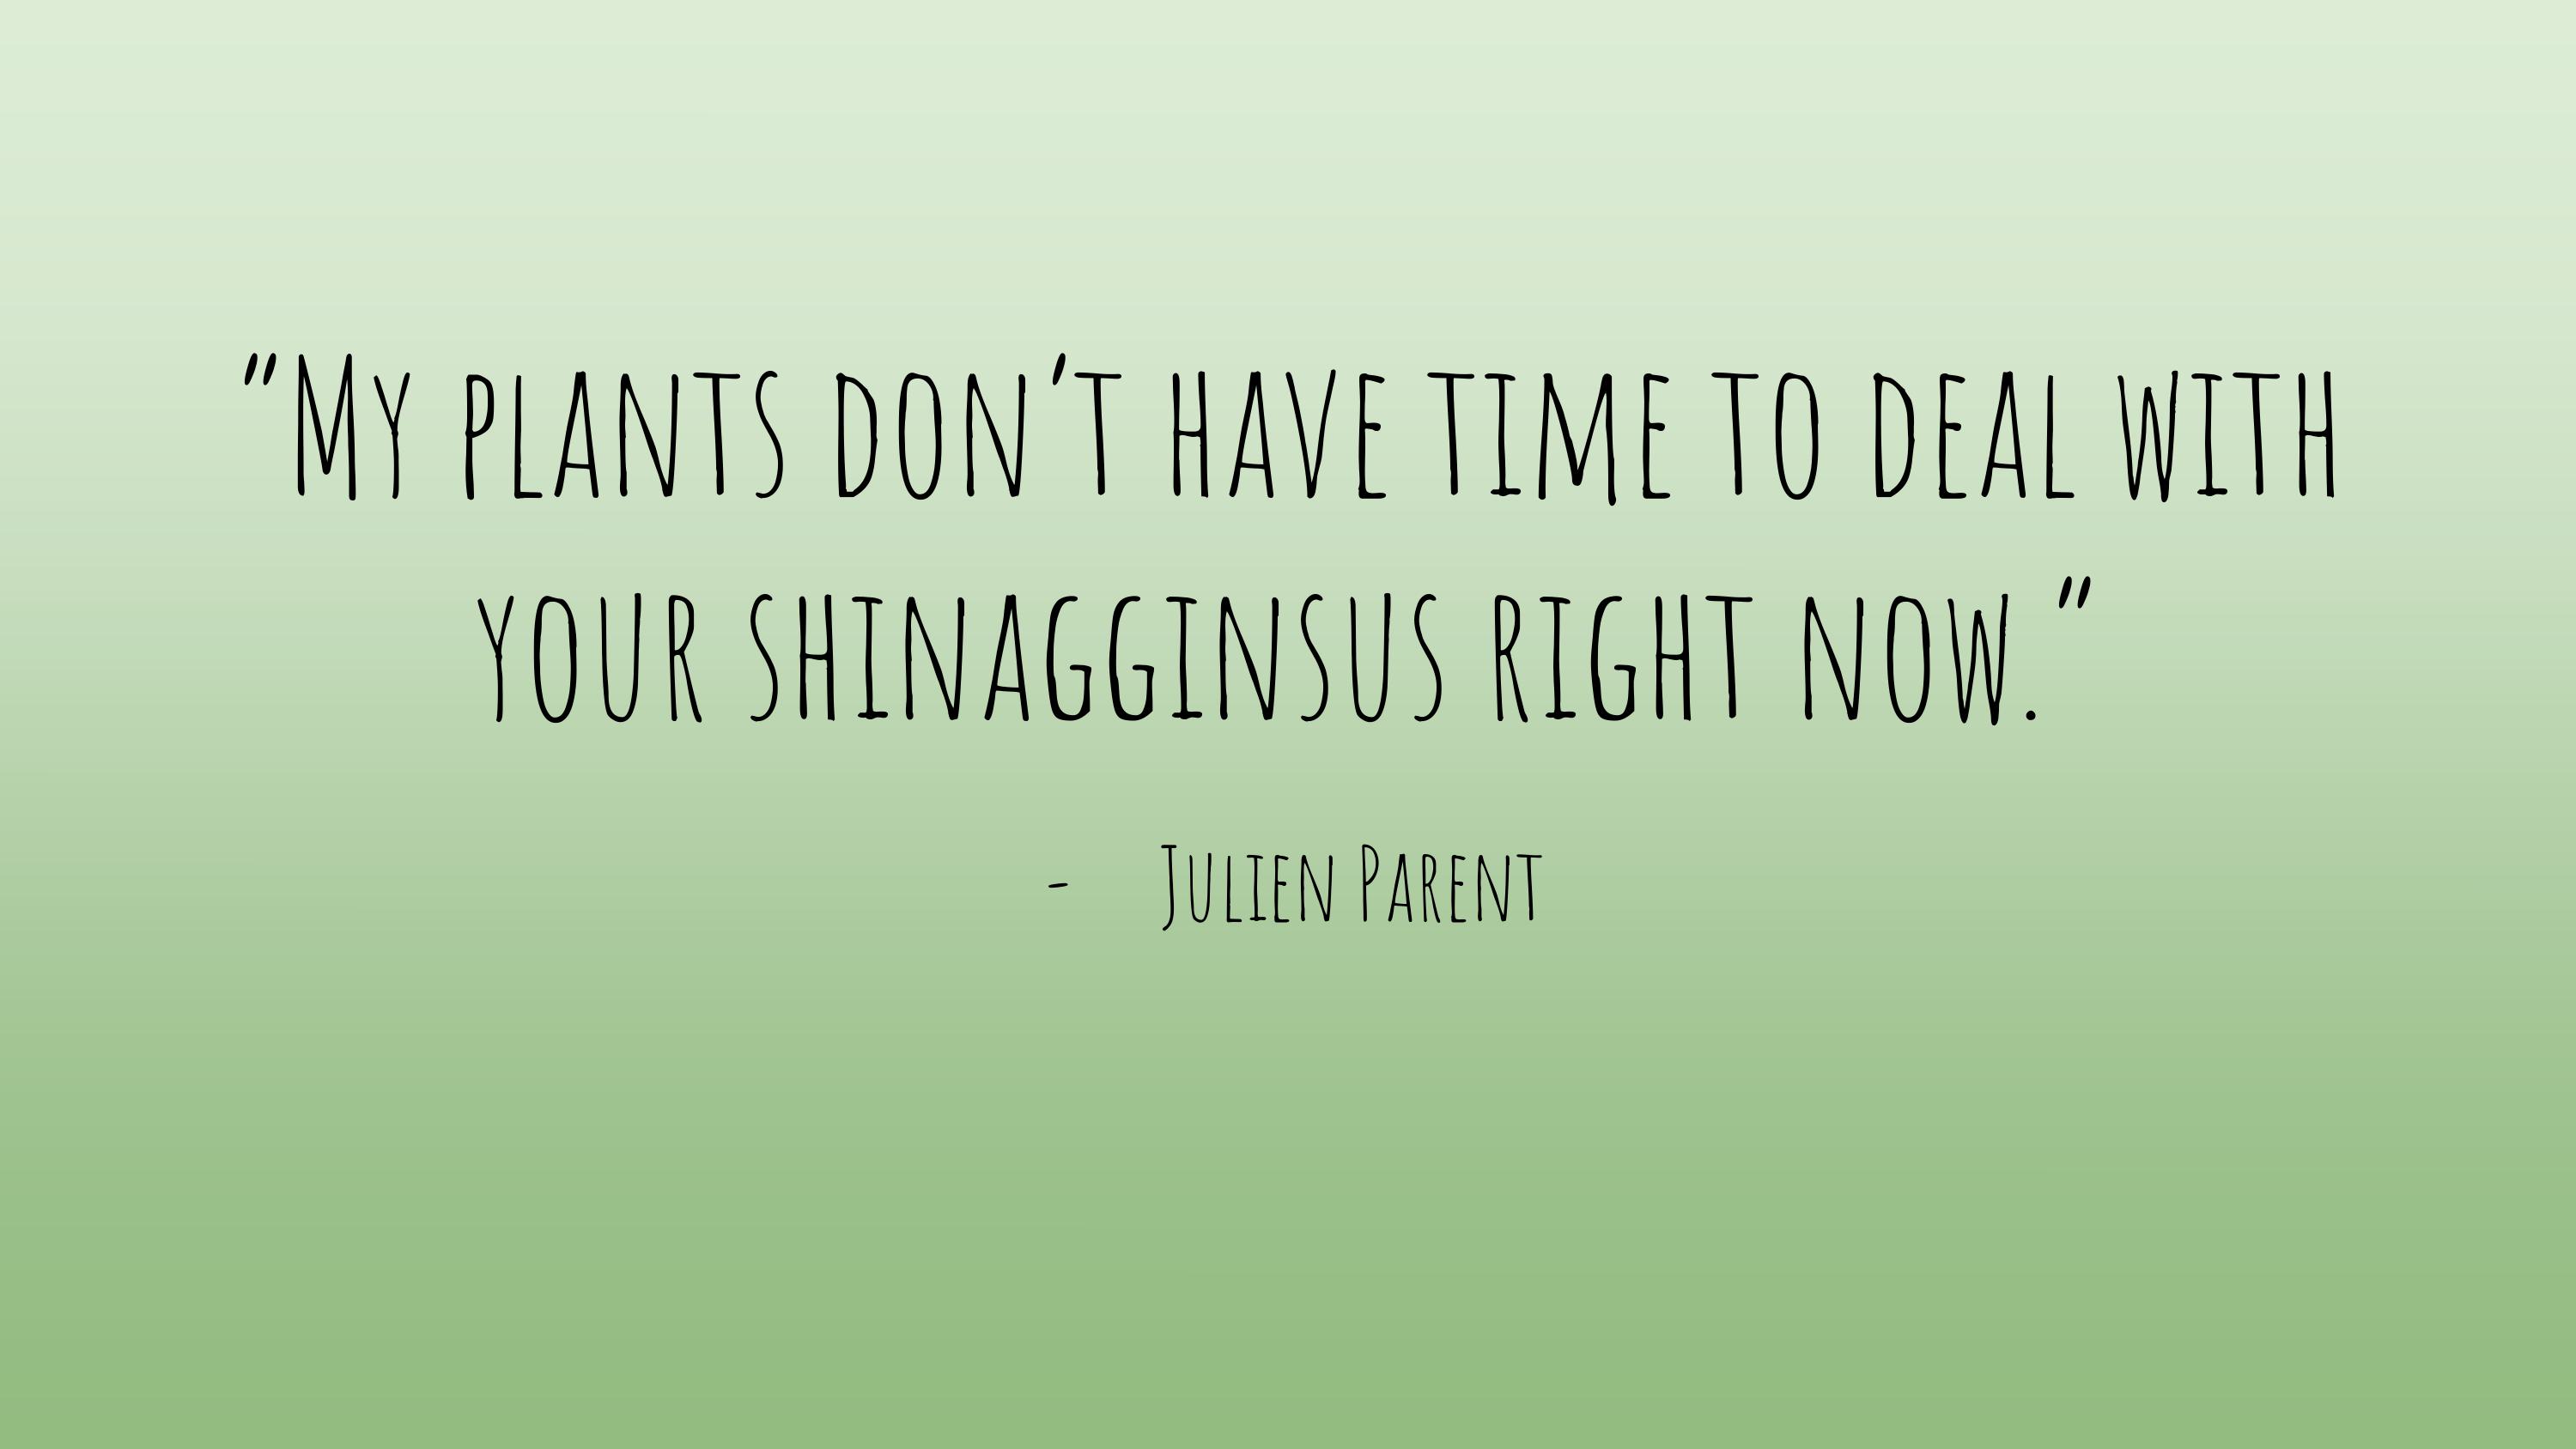 "My plants don't have time to deal with
your shinagginsus right now."
- Julien Parent